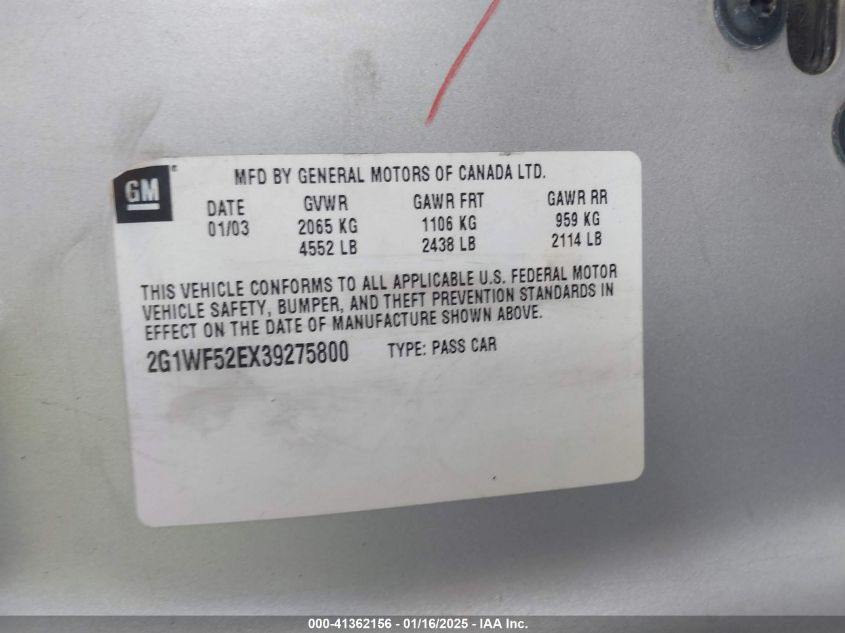 GM
MFD BY GENERAL MOTORS OF CANADA LTD.
DATE GVWR GAWR FRT GAWR RR
01/03 2065 KG 1106 KG 959 KG
4552 LB 2438 LB 2114 LB
THIS VEHICLE CONFORMS TO ALL APPLICABLE U.S. FEDERAL MOTOR
VEHICLE SAFETY, BUMPER, AND THEFT PREVENTION STANDARDS IN
EFFECT ON THE DATE OF MANUFACTURE SHOWN ABOVE.
2G1WF52EX39275800 TYPE: PASS CAR
000-41362156 - 01/16/2025 - IAA Inc.